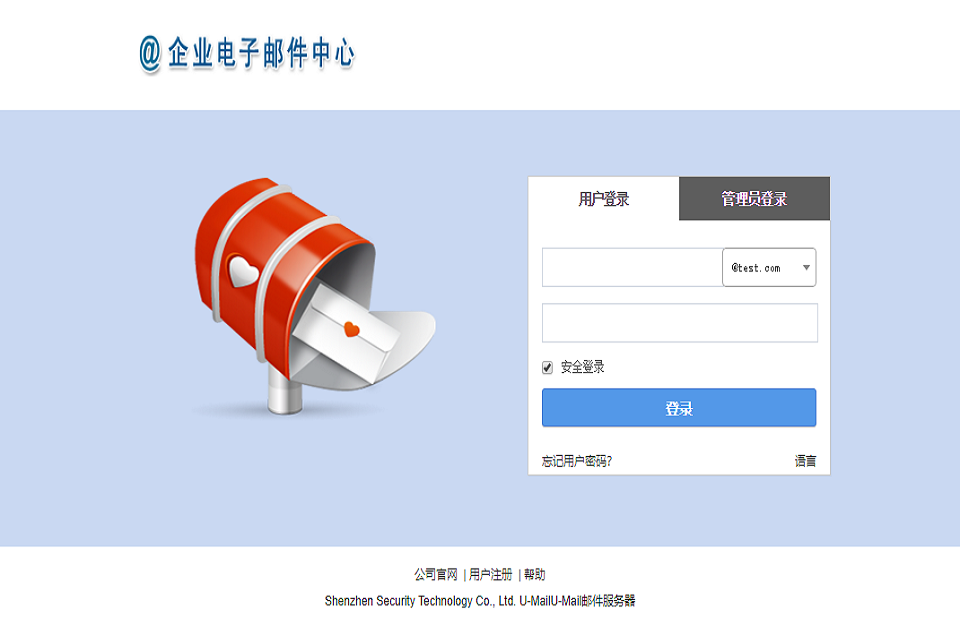 @ 企业电子邮件中心
用户登录 管理员登录
@test.com
安全登录
登录
忘记用户密码? 语言
公司官网 | 用户注册 | 帮助
Shenzhen Security Technology Co., Ltd. U-MailU-Mail邮件服务器